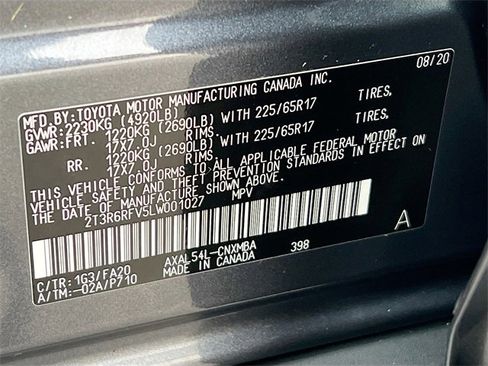 MFD.BY:TOYOTA MOTOR MANUFACTURING CANADA INC. 08/20
GVWR:2230KG (4920LB)
GAWR:FRT. 1220KG (2690LB) WITH 225/65R17 TIRES,
17X7.0J RIMS.
RR. 1220KG (2690LB) WITH 225/65R17 TIRES,
17X7.0J RIMS.
THIS VEHICLE CONFORMS TO ALL APPLICABLE FEDERAL MOTOR
VEHICLE SAFETY AND THEFT PREVENTION STANDARDS IN EFFECT ON
THE DATE OF MANUFACTURE SHOWN ABOVE.
2T3R6RFV5LW001027 MPV
A
C/TR:1G3/FA20 AXAL54L-CNXMBA 398
A/TM:-02A/P710 MADE IN CANADA